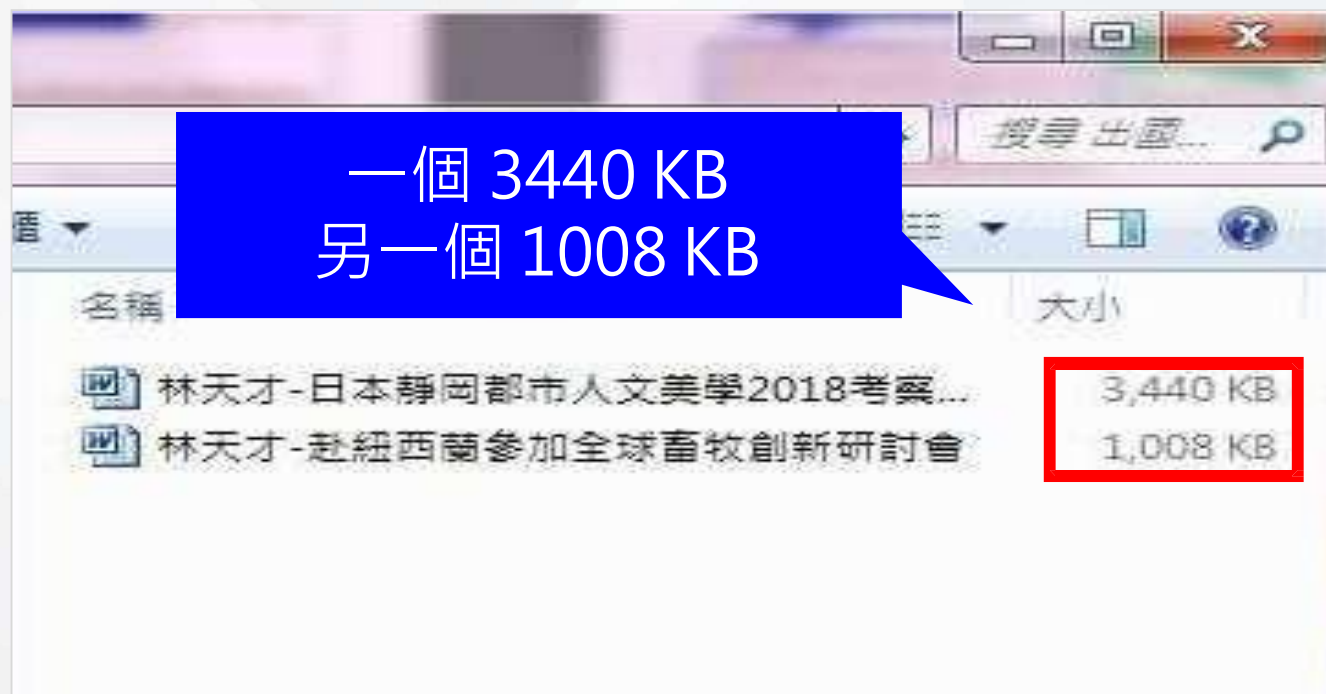 搜尋 出國...
一個 3440 KB
另一個 1008 KB
名稱
大小
林天才-日本靜岡都市人文美學2018考察... 3,440 KB
林天才-赴紐西蘭參加全球畜牧創新研討會 1,008 KB